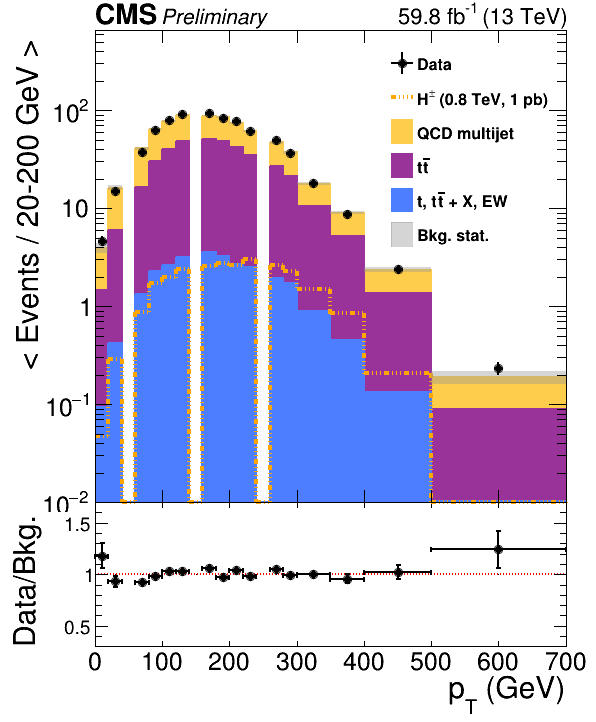 CMS Preliminary 59.8 fb⁻¹ (13 TeV)
< Events / 20-200 GeV >
10²
10
1
10⁻¹
10⁻²
Data
H± (0.8 TeV, 1 pb)
QCD multijet
tt̄
t, tt̄ + X, EW
Bkg. stat.
Data/Bkg.
1.5
1
0.5
0 100 200 300 400 500 600 700
p_T (GeV)